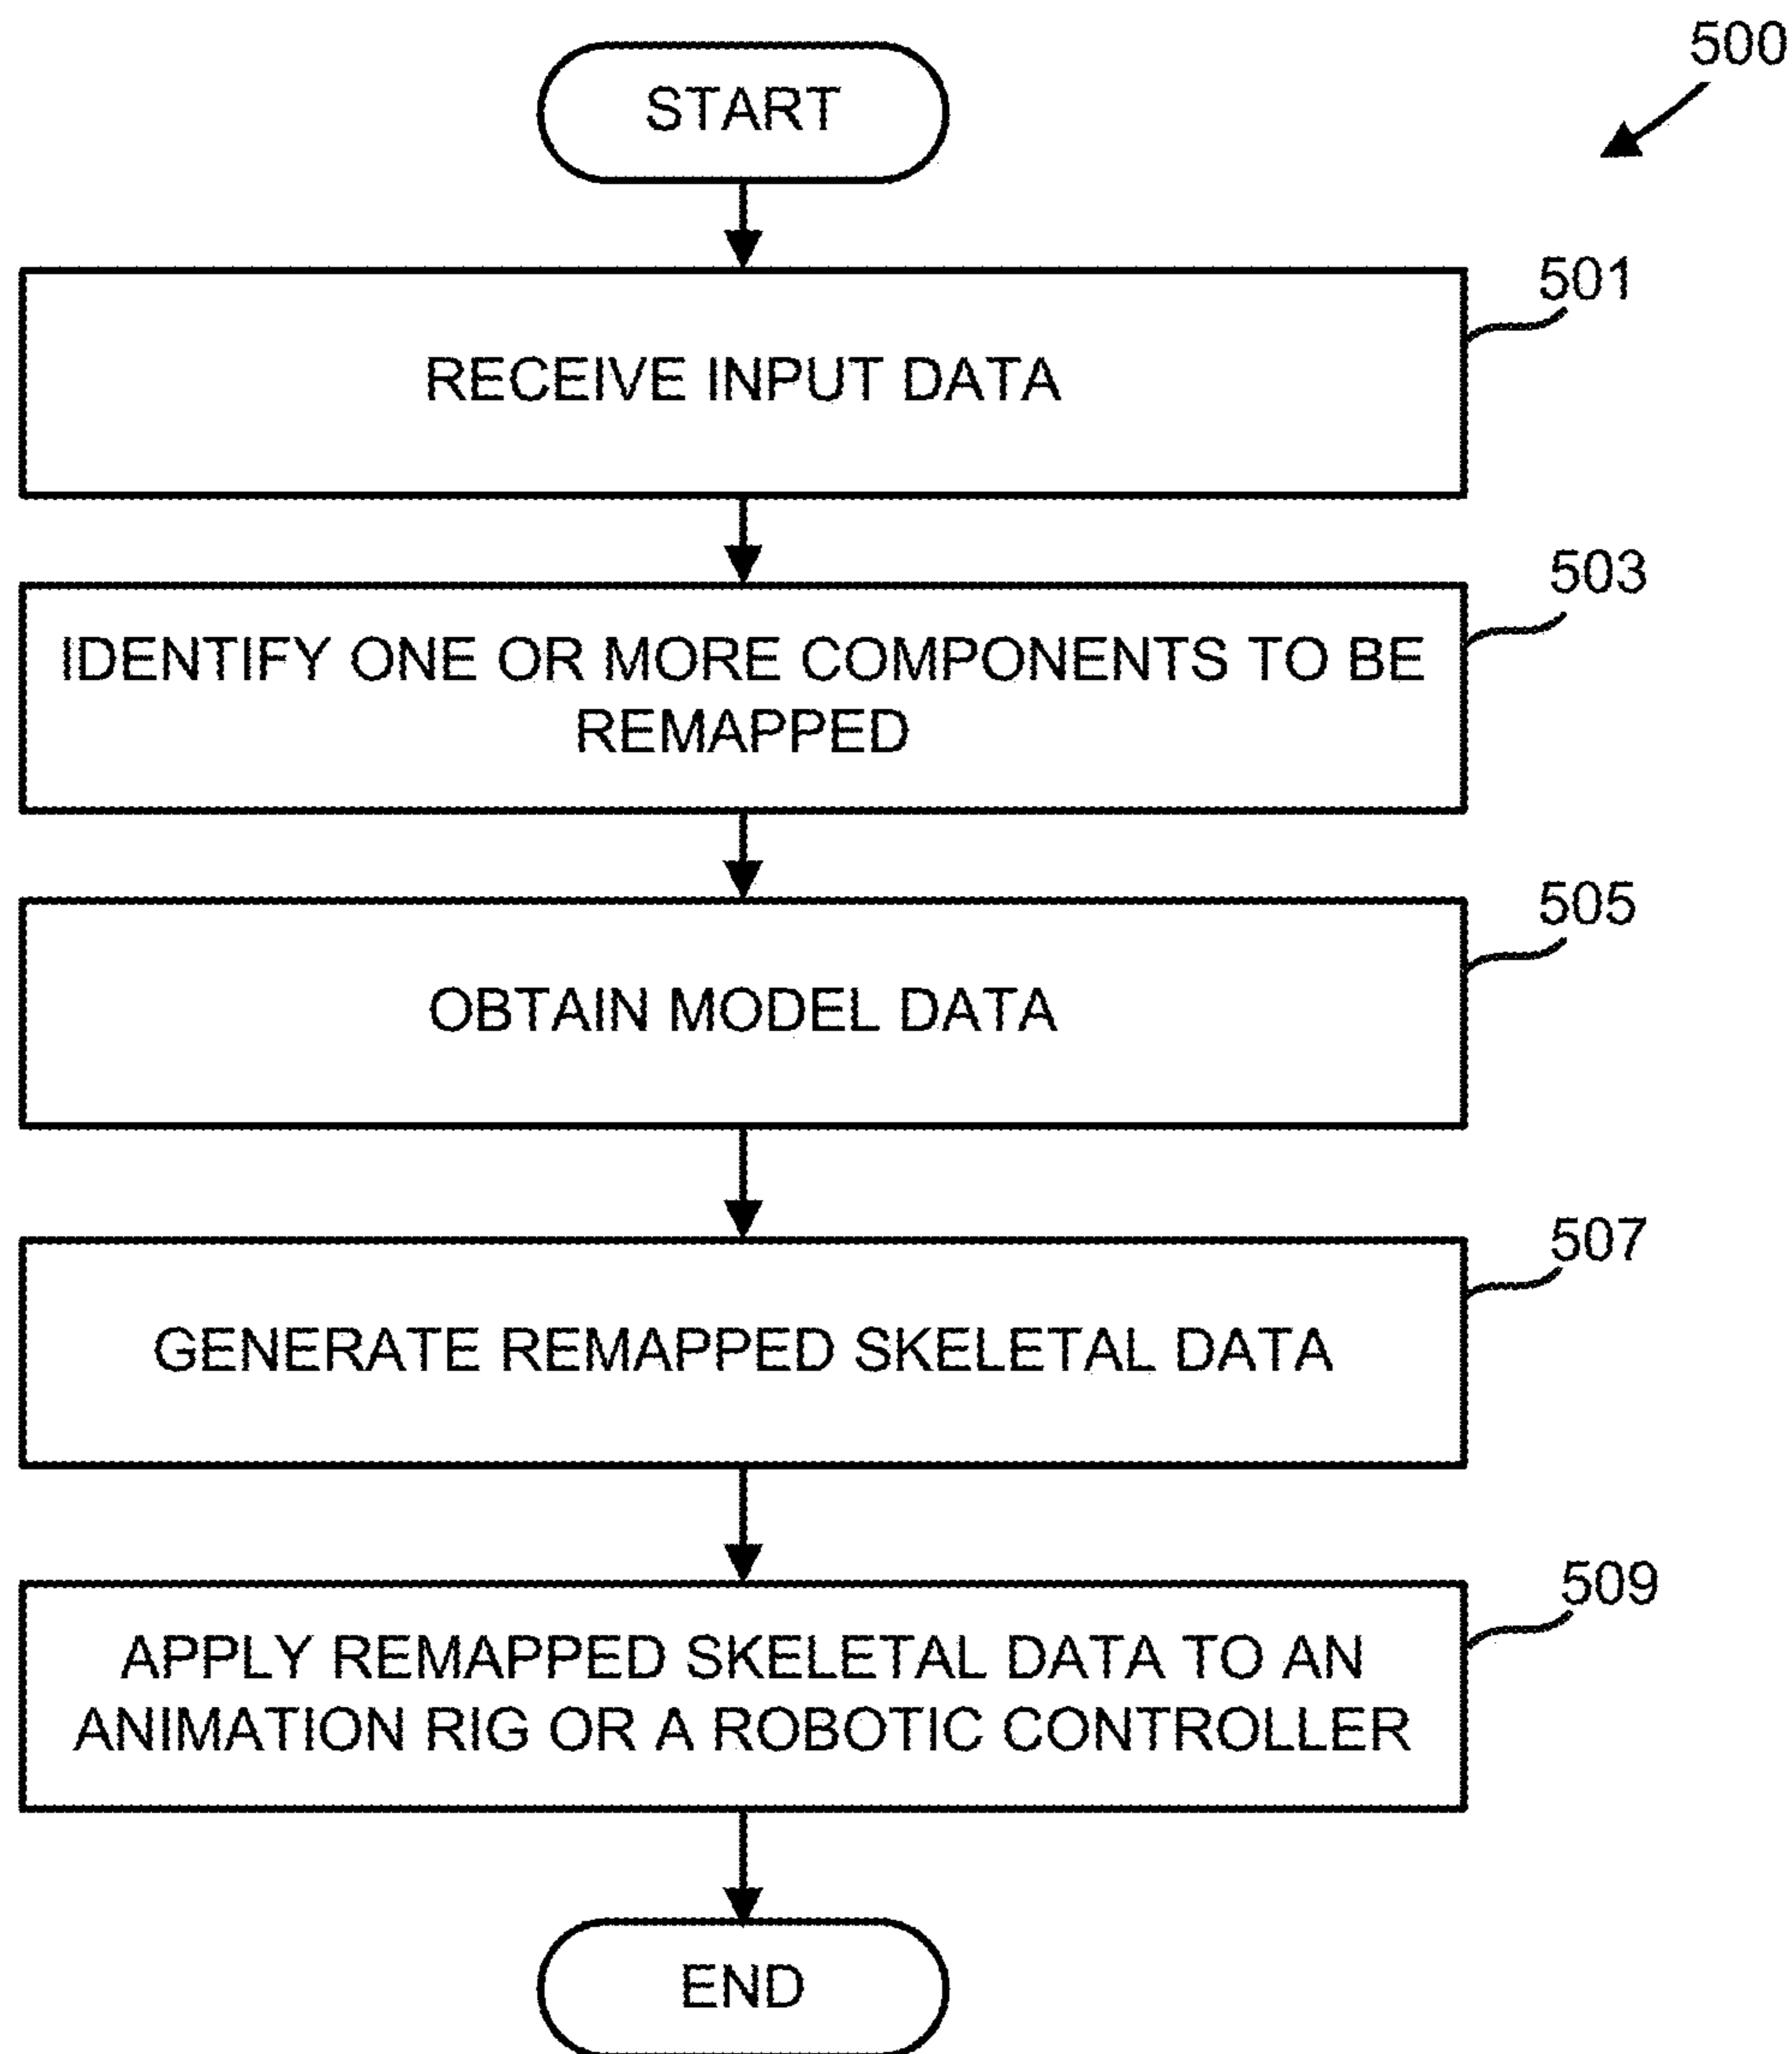 500
START
501
RECEIVE INPUT DATA
503
IDENTIFY ONE OR MORE COMPONENTS TO BE
REMAPPED
505
OBTAIN MODEL DATA
507
GENERATE REMAPPED SKELETAL DATA
509
APPLY REMAPPED SKELETAL DATA TO AN
ANIMATION RIG OR A ROBOTIC CONTROLLER
END